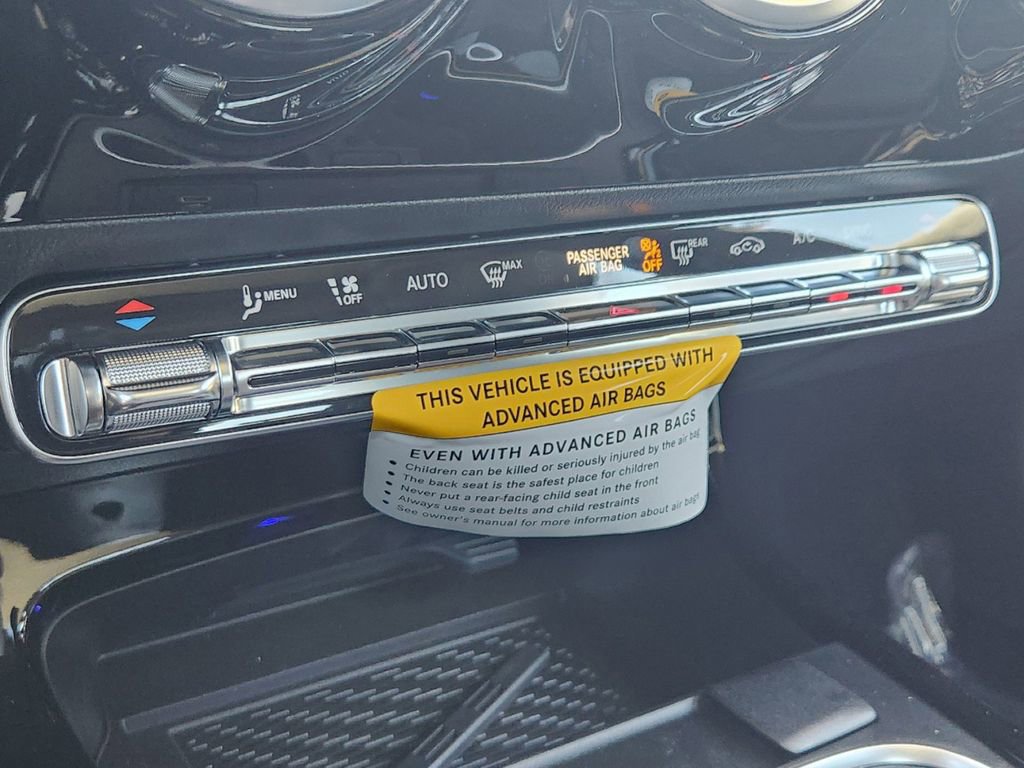 MENU
OFF
AUTO
MAX
PASSENGER
AIR BAG
OFF
REAR
A/C
THIS VEHICLE IS EQUIPPED WITH
ADVANCED AIR BAGS
EVEN WITH ADVANCED AIR BAGS
• Children can be killed or seriously injured by the air bag
• The back seat is the safest place for children
• Never put a rear-facing child seat in the front
• Always use seat belts and child restraints
• See owner's manual for more information about air bags